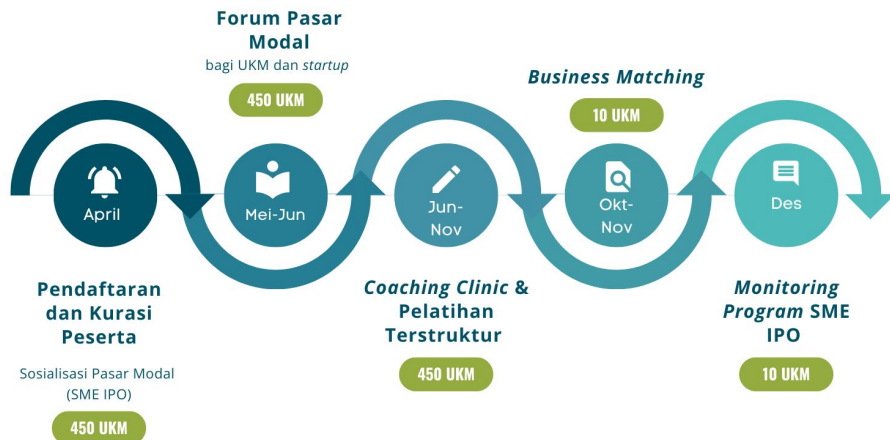 April
Pendaftaran
dan Kurasi
Peserta
Sosialisasi Pasar Modal
(SME IPO)
450 UKM
Forum Pasar
Modal
bagi UKM dan startup
450 UKM
Mei-Jun
Jun-
Nov
Coaching Clinic &
Pelatihan
Terstruktur
450 UKM
Business Matching
10 UKM
Okt-
Nov
Des
Monitoring
Program SME
IPO
10 UKM